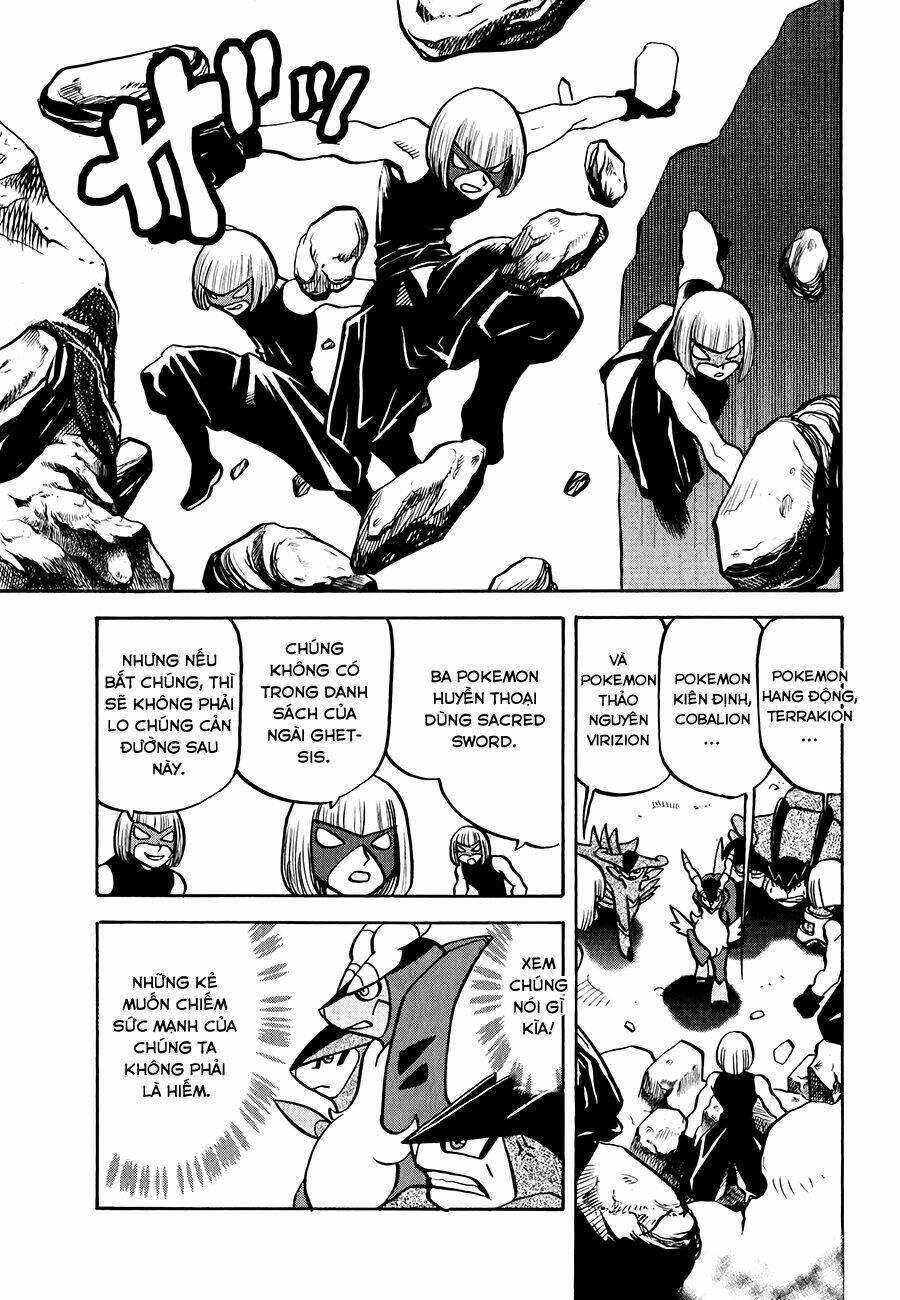 ザッ
POKEMON
HANG ĐỘNG,
TERRAKION
...
POKEMON
KIÊN ĐỊNH,
COBALION
...
VÀ
POKEMON
THẢO
NGUYÊN
VIRIZION
BA POKEMON
HUYỀN THOẠI
DÙNG SACRED
SWORD.
CHÚNG
KHÔNG CÓ
TRONG DANH
SÁCH CỦA
NGÀI GHET-
SIS.
NHƯNG NẾU
BẮT CHÚNG, THÌ
SẼ KHÔNG PHẢI
LO CHÚNG CẢN
ĐƯỜNG SAU
NÀY.
XEM
CHÚNG
NÓI GÌ
KÌA!
NHỮNG KẺ
MUỐN CHIẾM
SỨC MẠNH CỦA
CHÚNG TA
KHÔNG PHẢI
LÀ HIẾM.